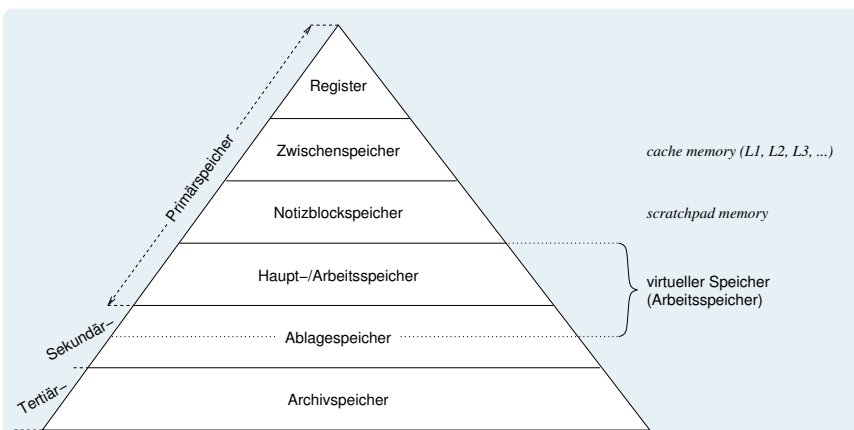 Register
Primärspeicher
Zwischenspeicher
cache memory (L1, L2, L3, ...)
Notizblockspeicher
scratchpad memory
Haupt−/Arbeitsspeicher
virtueller Speicher
(Arbeitsspeicher)
Sekundär−
Ablagespeicher
Tertiär−
Archivspeicher